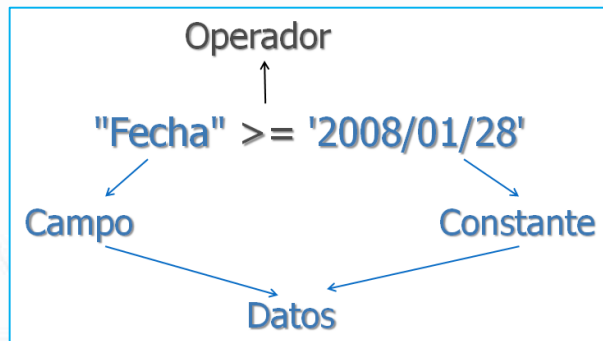 Operador
"Fecha" >= '2008/01/28'
Campo
Constante
Datos